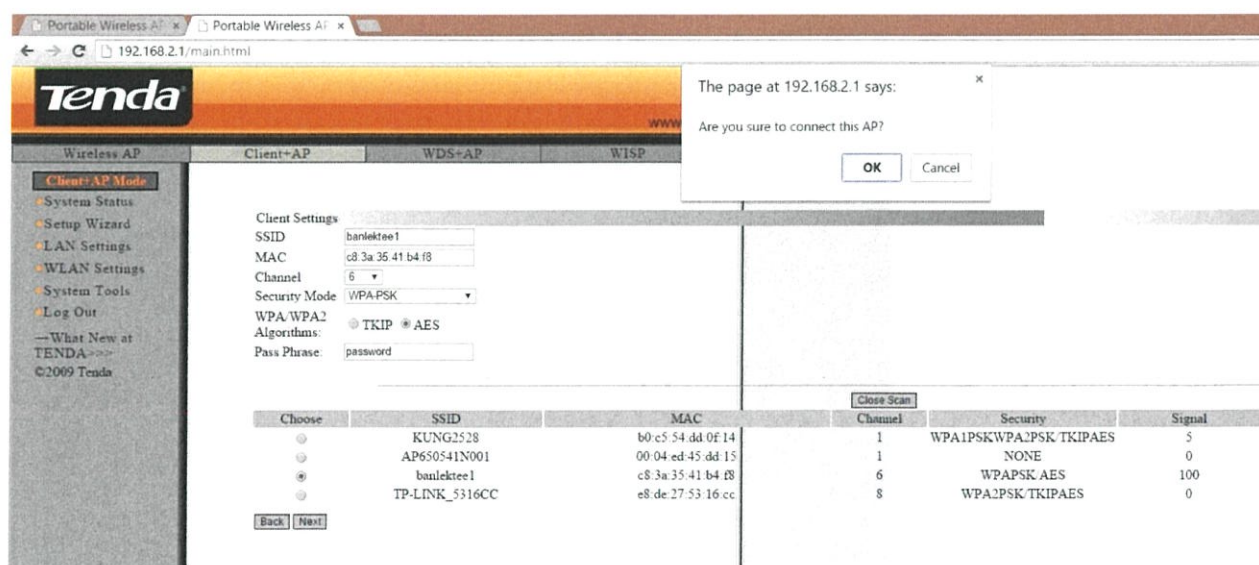 Portable Wireless AP × Portable Wireless AP ×
192.168.2.1/main.html
Tenda
www
The page at 192.168.2.1 says:
×
Are you sure to connect this AP?
OK Cancel
Wireless AP Client+AP WDS+AP WISP
Client+AP Mode
System Status
Setup Wizard
LAN Settings
WLAN Settings
System Tools
Log Out
—What New at
TENDA>>>
©2009 Tenda
Client Settings
SSID banlektee1
MAC c8:3a:35:41:b4:f8
Channel 6
Security Mode WPA-PSK
WPA/WPA2
Algorithms: TKIP AES
Pass Phrase: password
Close Scan
Choose SSID MAC Channel Security Signal
KUNG2528 b0:c5:54:dd:0f:14 1 WPA1PSKWPA2PSK/TKIPAES 5
AP650541N001 00:04:ed:45:dd:15 1 NONE 0
banlektee1 c8:3a:35:41:b4:f8 6 WPAPSK/AES 100
TP-LINK_5316CC e8:de:27:53:16:cc 8 WPA2PSK/TKIPAES 0
Back Next